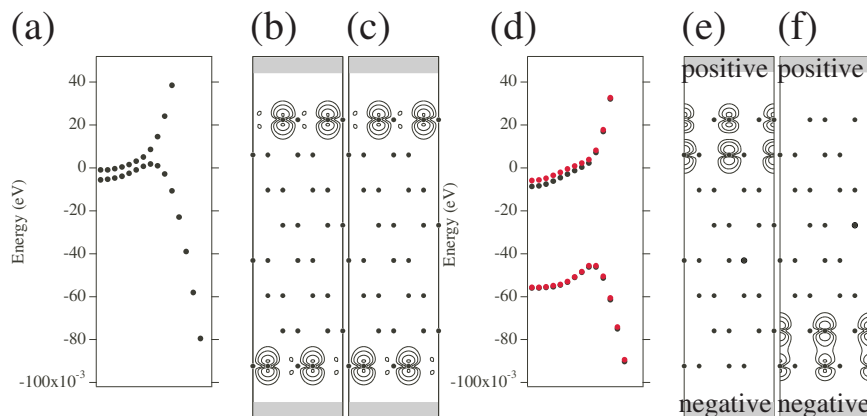 (a) (b) (c) (d) (e) (f)
positive positive
40 40
20 20
0 0
-20 -20
-40 -40
-60 -60
-80 -80
-100x10-3 -100x10-3
Energy (eV) Energy (eV)
negative negative